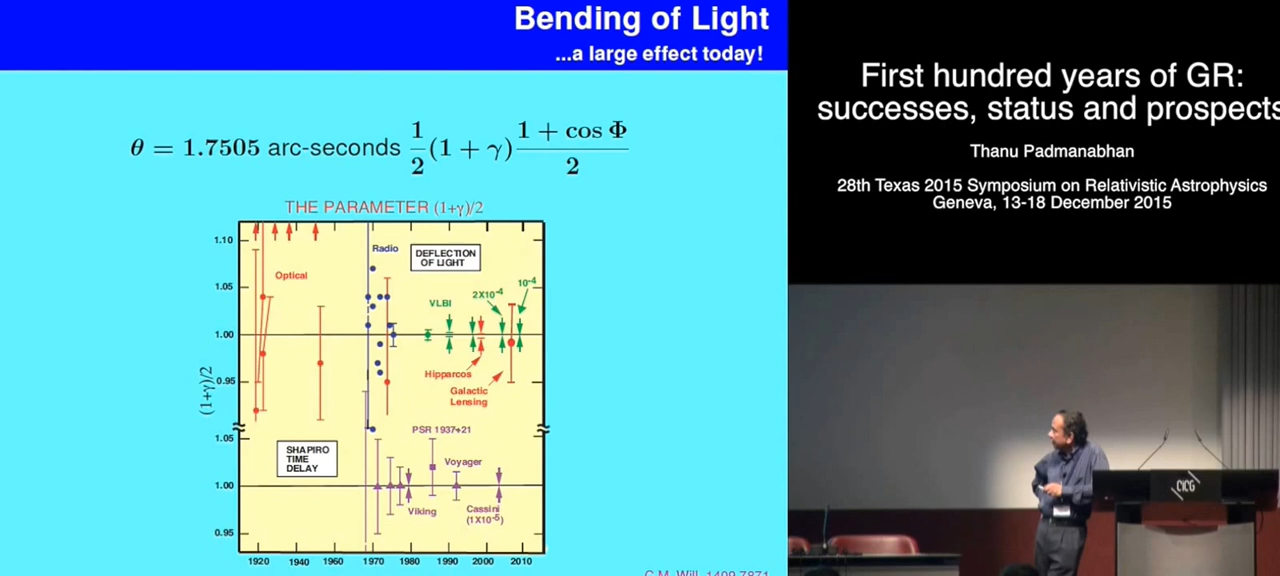 Bending of Light
...a large effect today!
θ = 1.7505 arc-seconds 1/2 (1 + γ) 1 + cos Φ / 2
THE PARAMETER (1+γ)/2
1.10
1.05
1.00
0.95
1.05
1.00
0.95
(1+γ)/2
Optical
Radio
DEFLECTION
OF LIGHT
VLBI
2X10-4
10-4
Hipparcos
Galactic
Lensing
SHAPIRO
TIME
DELAY
PSR 1937+21
Voyager
Viking
Cassini
(1X10-5)
1920 1940 1960 1970 1980 1990 2000 2010
C.M. Will, 1409.7871
First hundred years of GR:
successes, status and prospects
Thanu Padmanabhan
28th Texas 2015 Symposium on Relativistic Astrophysics
Geneva, 13-18 December 2015
CICG